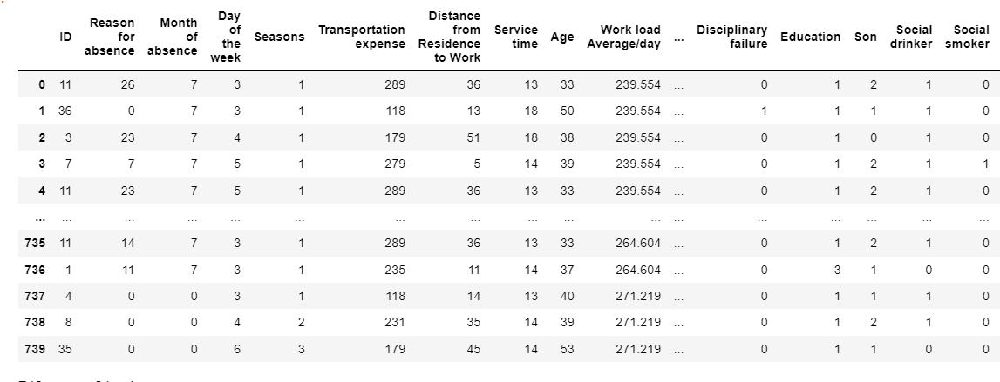 ID Reason for absence Month of absence Day of the week Seasons Transportation expense Distance from Residence to Work Service time Age Work load Average/day ... Disciplinary failure Education Son Social drinker Social smoker
0 11 26 7 3 1 289 36 13 33 239.554 ... 0 1 2 1 0
1 36 0 7 3 1 118 13 18 50 239.554 ... 1 1 1 1 0
2 3 23 7 4 1 179 51 18 38 239.554 ... 0 1 0 1 0
3 7 7 7 5 1 279 5 14 39 239.554 ... 0 1 2 1 1
4 11 23 7 5 1 289 36 13 33 239.554 ... 0 1 2 1 0
... ... ... ... ... ... ... ... ... ... ... ... ... ... ... ... ...
735 11 14 7 3 1 289 36 13 33 264.604 ... 0 1 2 1 0
736 1 11 7 3 1 235 11 14 37 264.604 ... 0 3 1 0 0
737 4 0 0 3 1 118 14 13 40 271.219 ... 0 1 1 1 0
738 8 0 0 4 2 231 35 14 39 271.219 ... 0 1 2 1 0
739 35 0 0 6 3 179 45 14 53 271.219 ... 0 1 1 0 0